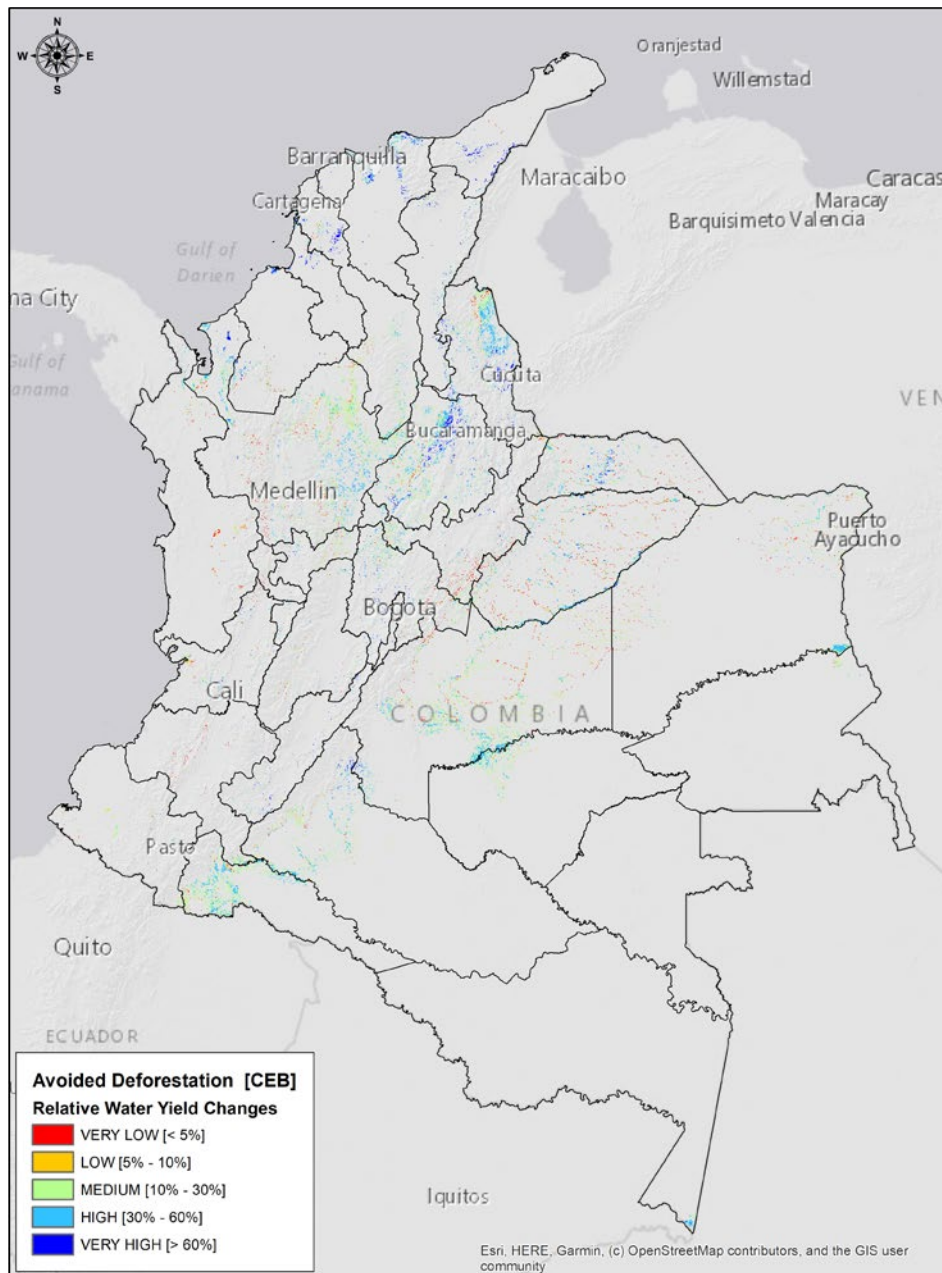 N
W E
S
Oranjestad
Willemstad
Barranquilla
Maracaibo
Caracas
Cartagena
Maracay
Barquisimeto Valencia
Gulf of
Darien
ma City
Gulf of
Panama
Cucuta
VEN
Bucaramanga
Medellin
Puerto
Ayacucho
Bogota
Cali
COLOMBIA
Pasto
Quito
ECUADOR
Avoided Deforestation [CEB]
Relative Water Yield Changes
VERY LOW [< 5%]
LOW [5% - 10%]
MEDIUM [10% - 30%]
HIGH [30% - 60%]
VERY HIGH [> 60%]
Iquitos
Esri, HERE, Garmin, (c) OpenStreetMap contributors, and the GIS user
community